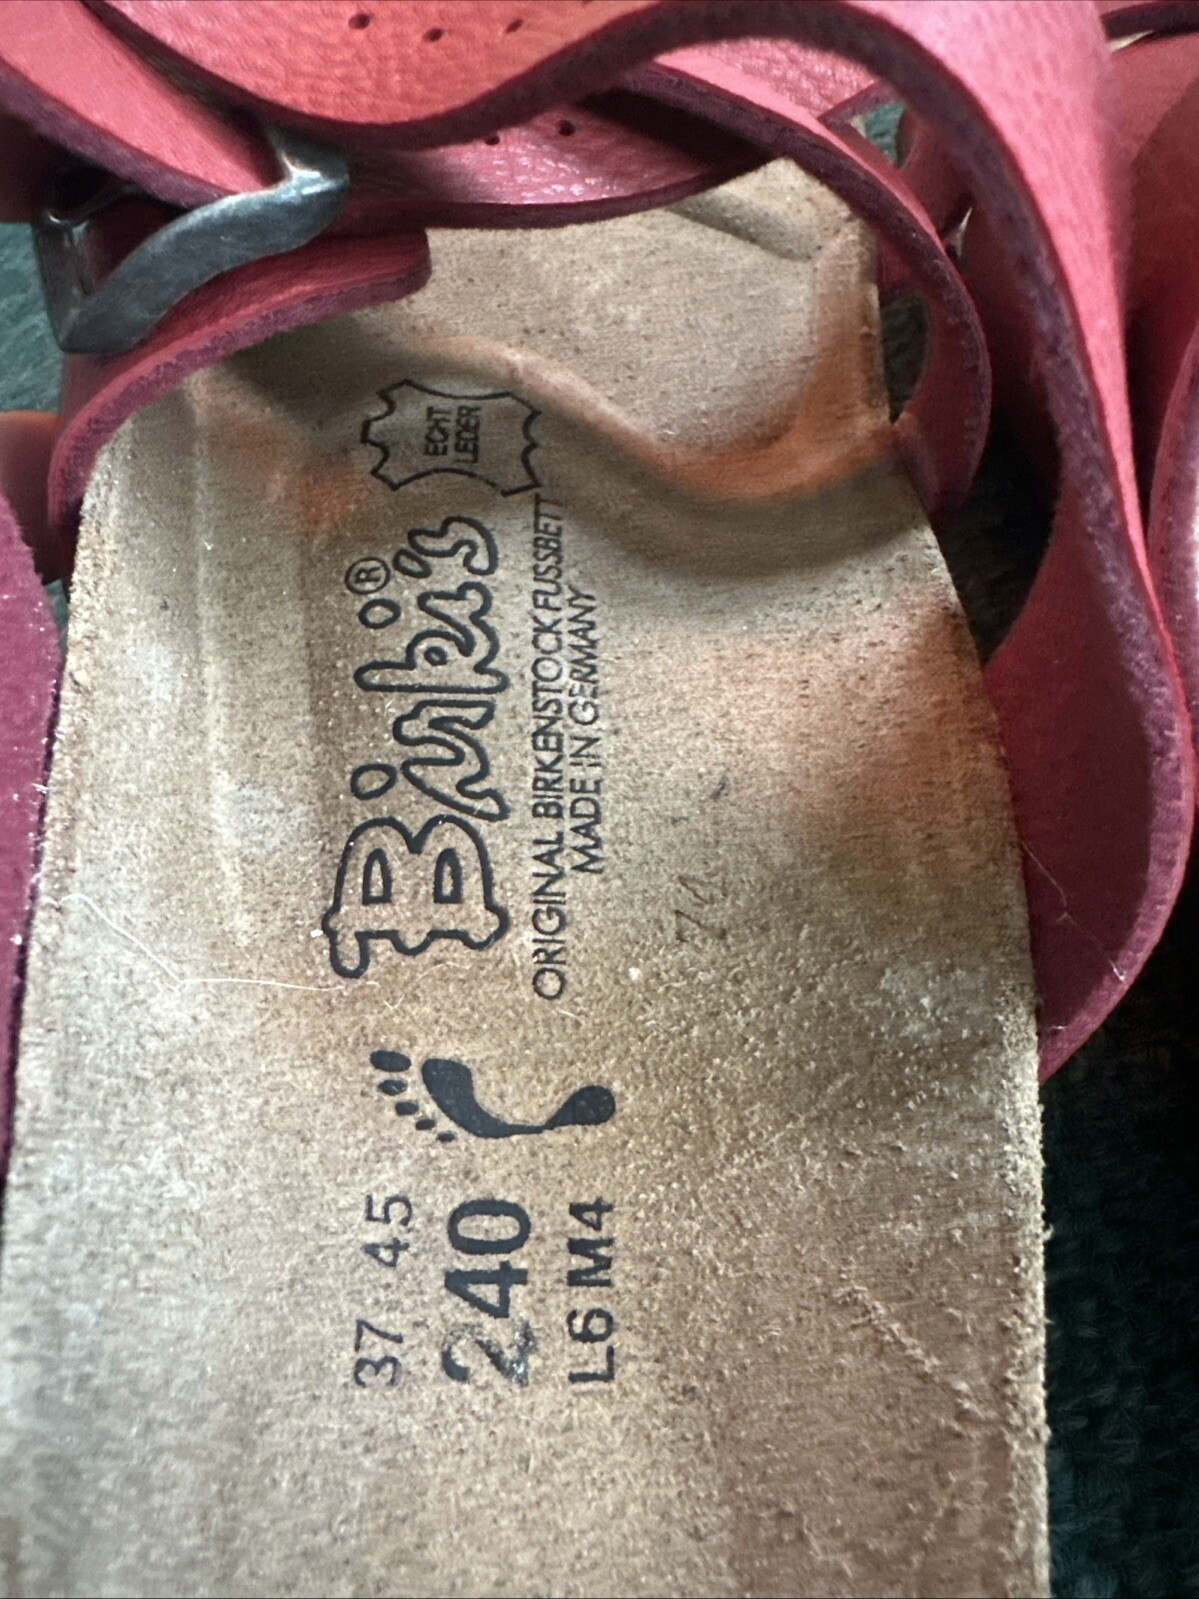 ECHT
LEDER
Birki's®
ORIGINAL BIRKENSTOCK FUSSBETT
MADE IN GERMANY
37 4.5
240
L6 M4